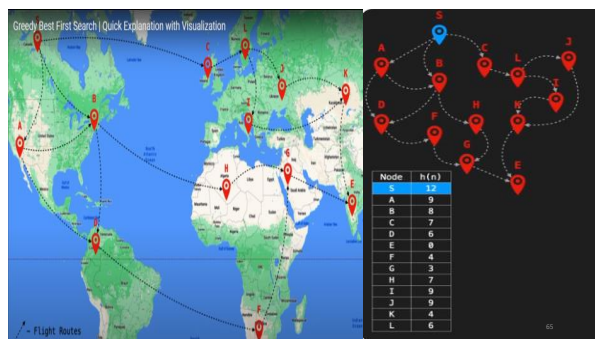 Greedy Best First Search | Quick Explanation with Visualization
S
C
L
J
K
B
I
A
H
G
E
D
F
- Flight Routes
S
A
B
C
L
J
I
D
F
H
K
G
E
Node h(n)
S 12
A 9
B 8
C 7
D 6
E 0
F 4
G 3
H 7
I 9
J 9
K 4
L 6
65